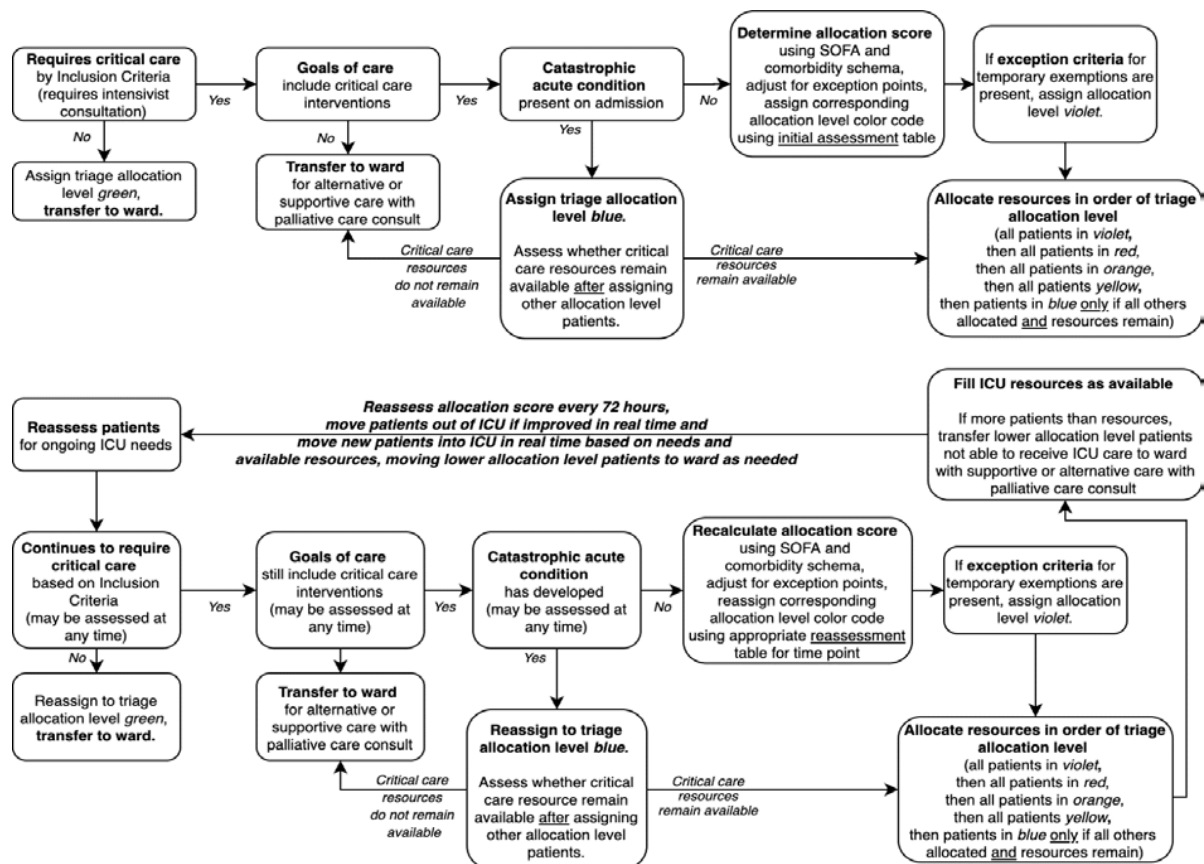 Requires critical care
by Inclusion Criteria
(requires intensivist
consultation)
Yes
No
Assign triage allocation
level green,
transfer to ward.
Goals of care
include critical care
interventions
Yes
No
Transfer to ward
for alternative or
supportive care with
palliative care consult
Catastrophic
acute condition
present on admission
No
Yes
Assign triage allocation
level blue.
Assess whether critical
care resources remain
available after assigning
other allocation level
patients.
Critical care
resources
do not remain
available
Critical care
resources
remain available
Determine allocation score
using SOFA and
comorbidity schema,
adjust for exception points,
assign corresponding
allocation level color code
using initial assessment table
If exception criteria for
temporary exemptions are
present, assign allocation
level violet.
Allocate resources in order of triage
allocation level
(all patients in violet,
then all patients in red,
then all patients in orange,
then all patients yellow,
then patients in blue only if all others
allocated and resources remain)
Fill ICU resources as available
If more patients than resources,
transfer lower allocation level patients
not able to receive ICU care to ward
with supportive or alternative care with
palliative care consult
Reassess allocation score every 72 hours,
move patients out of ICU if improved in real time and
move new patients into ICU in real time based on needs and
available resources, moving lower allocation level patients to ward as needed
Reassess patients
for ongoing ICU needs
Continues to require
critical care
based on Inclusion
Criteria
(may be assessed at
any time)
Yes
No
Reassign to triage
allocation level green,
transfer to ward.
Goals of care
still include critical care
interventions
(may be assessed at
any time)
Yes
No
Transfer to ward
for alternative or
supportive care with
palliative care consult
Catastrophic acute
condition
has developed
(may be assessed at
any time)
No
Yes
Reassign to triage
allocation level blue.
Assess whether critical
care resource remain
available after assigning
other allocation level
patients.
Critical care
resources
do not remain
available
Critical care
resources
remain available
Recalculate allocation score
using SOFA and
comorbidity schema,
adjust for exception points,
reassign corresponding
allocation level color code
using appropriate reassessment
table for time point
If exception criteria for
temporary exemptions are
present, assign allocation
level violet.
Allocate resources in order of triage
allocation level
(all patients in violet,
then all patients in red,
then all patients in orange,
then all patients yellow,
then patients in blue only if all others
allocated and resources remain)